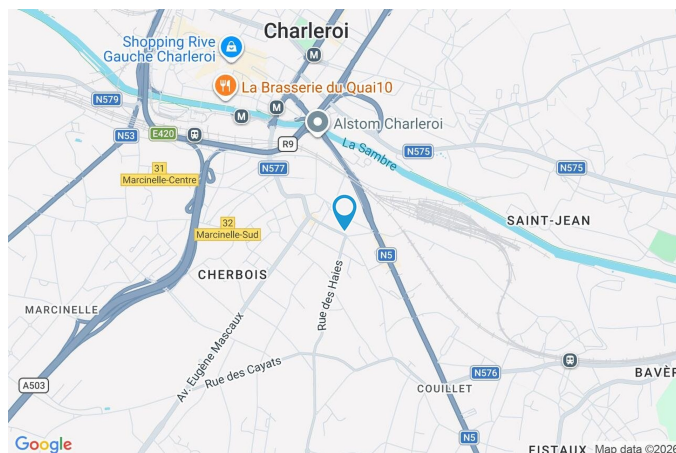 Charleroi
Shopping Rive
Gauche Charleroi
M
La Brasserie du Quai10
N579
M
M
Alstom Charleroi
N53
E420
R9
La Sambre
N575
N575
31
Marcinelle-Centre
N577
32
Marcinelle-Sud
SAINT-JEAN
N5
CHERBOIS
Rue des Haies
MARCINELLE
Av. Eugène Mascaux
Rue des Cayats
N576
BAVÈR
A503
COUILLET
N5
Google
FISTAUX
Map data ©2026